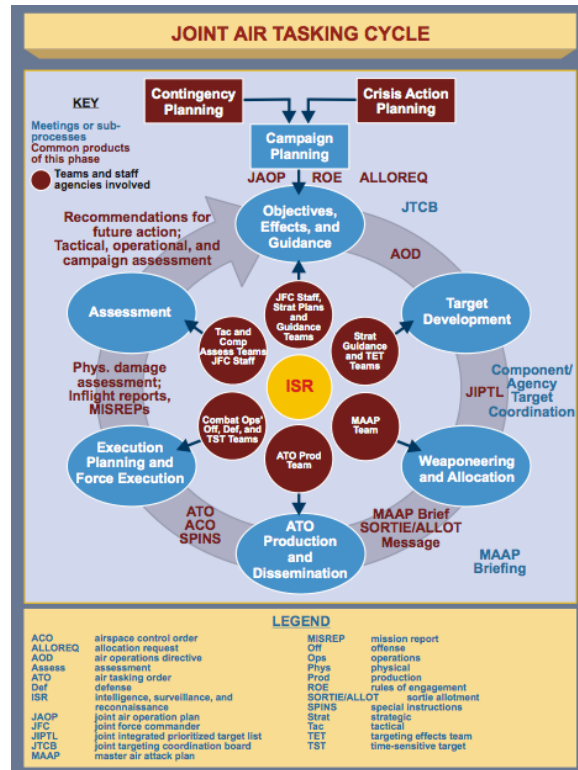 JOINT AIR TASKING CYCLE
Contingency
Planning
Crisis Action
Planning
KEY
Meetings or sub-
processes
Common products
of this phase
Teams and staff
agencies involved
Campaign
Planning
JAOP ROE ALLOREQ
Objectives,
Effects, and
Guidance
JTCB
AOD
Recommendations for
future action;
Tactical, operational, and
campaign assessment
Assessment
Target
Development
JFC Staff,
Strat Plans
and
Guidance
Teams
Tac and
Comp
Assess Teams
JFC Staff
Strat
Guidance
and TET
Teams
ISR
Phys. damage
assessment;
Inflight reports,
MISREPs
JIPTL
Component/
Agency
Target
Coordination
Combat Ops'
Off, Def, and
TST Teams
MAAP
Team
ATO Prod
Team
Execution
Planning and
Force Execution
Weaponeering
and Allocation
ATO
ACO
SPINS
ATO
Production
and
Dissemination
MAAP Brief
SORTIE/ALLOT
Message
MAAP
Briefing
LEGEND
ACO airspace control order
ALLOREQ allocation request
AOD air operations directive
Assess assessment
ATO air tasking order
Def defense
ISR intelligence, surveillance, and
reconnaissance
JAOP joint air operation plan
JFC joint force commander
JIPTL joint integrated prioritized target list
JTCB joint targeting coordination board
MAAP master air attack plan
MISREP mission report
Off offense
Ops operations
Phys physical
Prod production
ROE rules of engagement
SORTIE/ALLOT sortie allotment
SPINS special instructions
Strat strategic
Tac tactical
TET targeting effects team
TST time-sensitive target